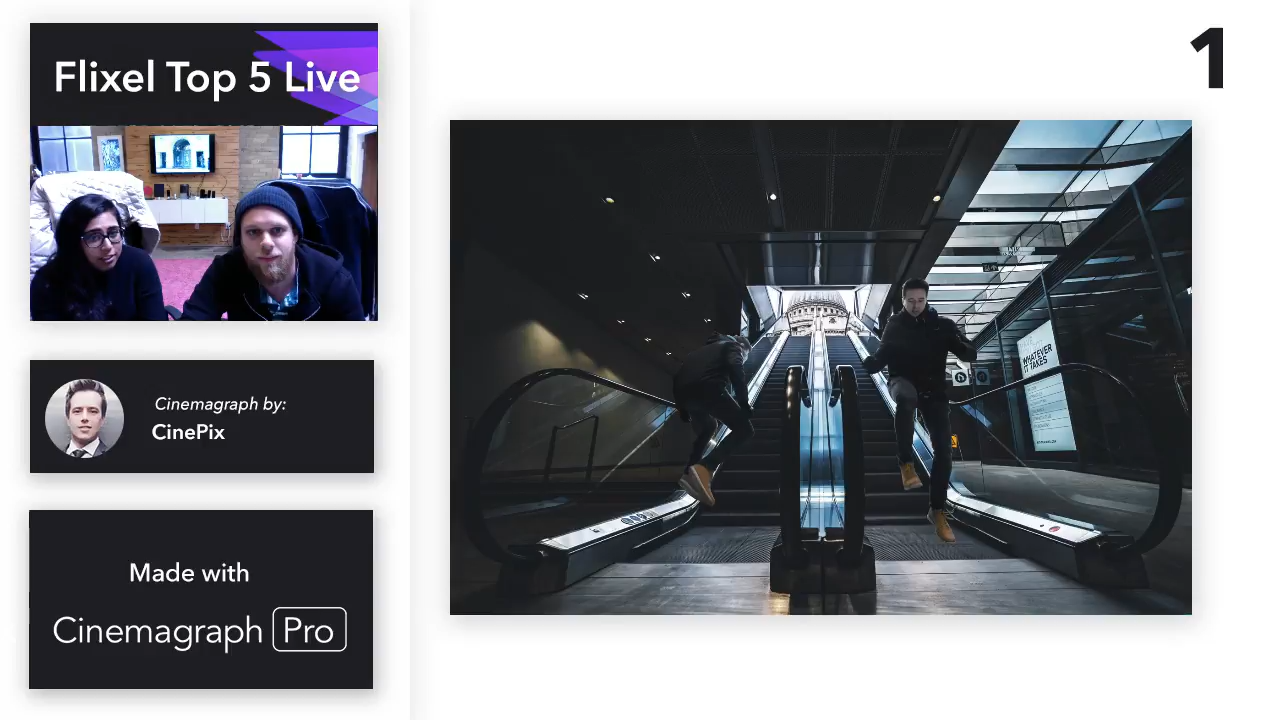 Flixel Top 5 Live
1
Cinemagraph by:
CinePix
Made with
Cinemagraph Pro
WHATEVER
IT TAKES